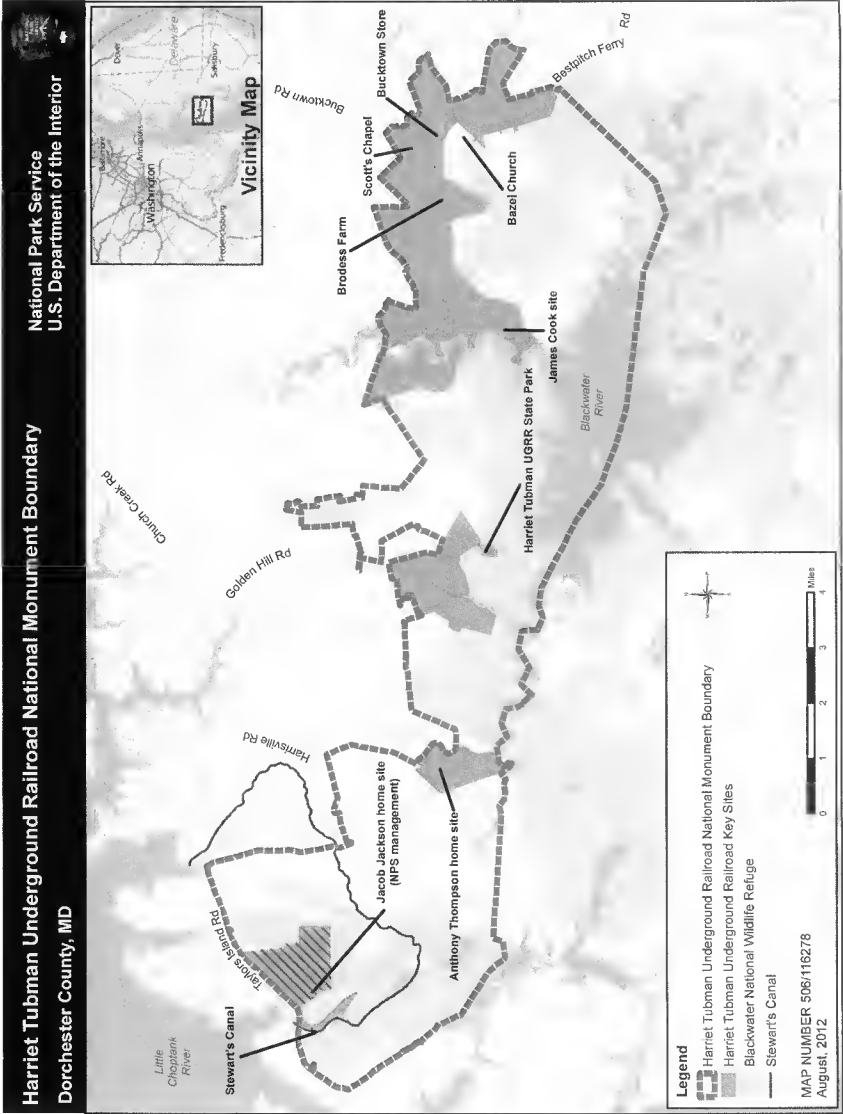 Harriet Tubman Underground Railroad National Monument Boundary
Dorchester County, MD
National Park Service
U.S. Department of the Interior
Little
Choptank
River
Taylors Island Rd
Stewart's Canal
Harrisville Rd
Jacob Jackson home site
(NPS management)
Anthony Thompson home site
Church Creek Rd
Golden Hill Rd
Harriet Tubman UGRR State Park
Blackwater
River
James Cook site
Brodess Farm
Scott's Chapel
Bucktown Store
Bucktown Rd
Bazel Church
Bestpitch Ferry
Rd
Dover
Delaware
Salisbury
Baltimore
Annapolis
Washington
Fredericksburg
Vicinity Map
Legend
Harriet Tubman Underground Railroad National Monument Boundary
Harriet Tubman Underground Railroad Key Sites
Blackwater National Wildlife Refuge
Stewart's Canal
0 1 2 3 4
Miles
MAP NUMBER 506/116278
August, 2012